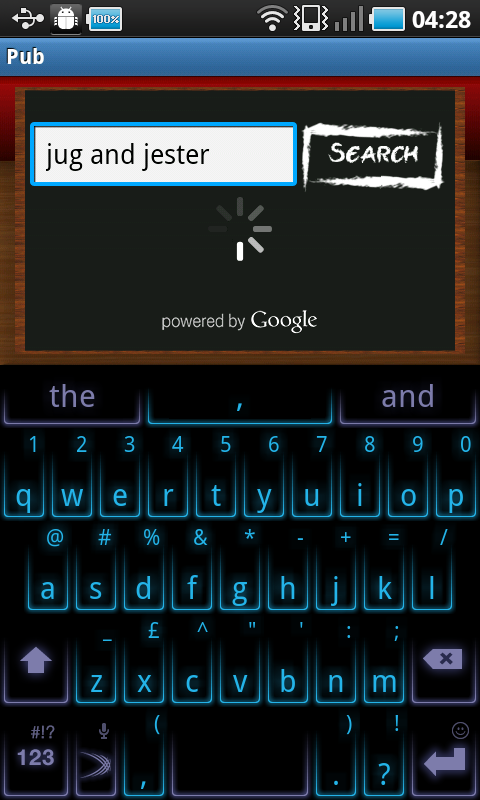 100% 04:28
Pub
jug and jester SEARCH
powered by Google
the , and
1 2 3 4 5 6 7 8 9 0
q w e r t y u i o p
@ # % & * - + = /
a s d f g h j k l
_ £ ^ " ' : ;
z x c v b n m
#!? ( ) !
123 , . ?